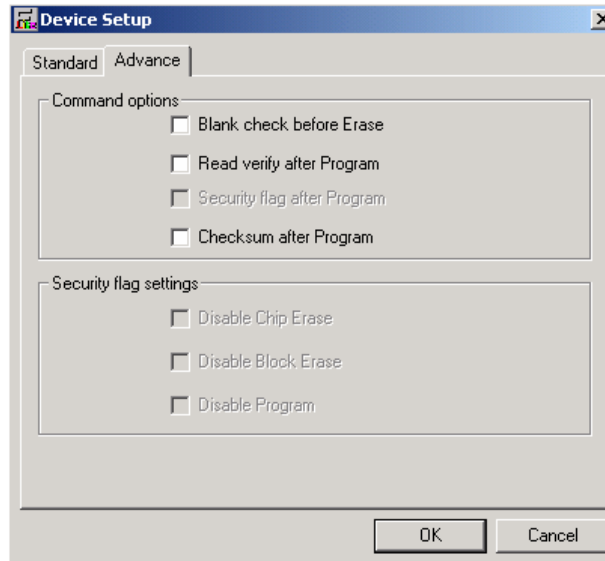 Device Setup
Standard Advance
Command options
Blank check before Erase
Read verify after Program
Security flag after Program
Checksum after Program
Security flag settings
Disable Chip Erase
Disable Block Erase
Disable Program
OK Cancel